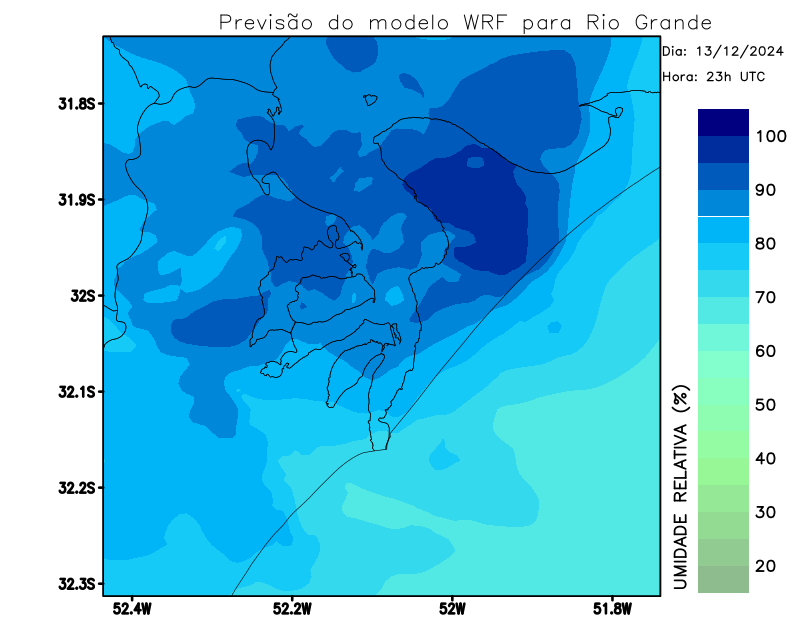 Previsão do modelo WRF para Rio Grande
Dia: 13/12/2024
Hora: 23h UTC
31.8S
31.9S
32S
32.1S
32.2S
32.3S
52.4W
52.2W
52W
51.8W
100
90
80
70
60
50
40
30
20
UMIDADE RELATIVA (%)